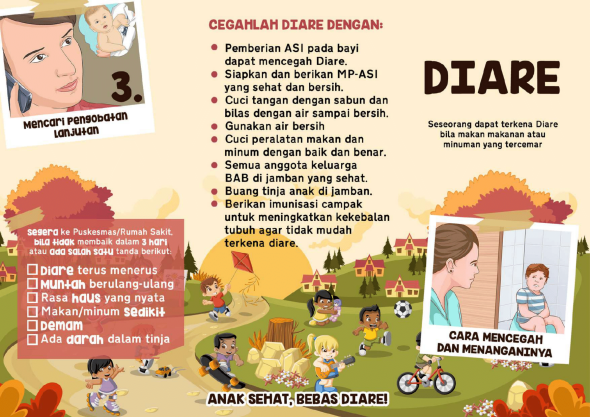 3.
Mencari Pengobatan
Lanjutan
Segera ke Puskesmas/Rumah Sakit,
bila tidak membaik dalam 3 hari
atau ada salah satu tanda berikut:
Diare terus menerus
Muntah berulang-ulang
Rasa haus yang nyata
Makan/minum sedikit
Demam
Ada darah dalam tinja
CEGAHLAH DIARE DENGAN:
Pemberian ASI pada bayi
dapat mencegah Diare.
Siapkan dan berikan MP-ASI
yang sehat dan bersih.
Cuci tangan dengan sabun dan
bilas dengan air sampai bersih.
Gunakan air bersih
Cuci peralatan makan dan
minum dengan baik dan benar.
Semua anggota keluarga
BAB di jamban yang sehat.
Buang tinja anak di jamban.
Berikan imunisasi campak
untuk meningkatkan kekebalan
tubuh agar tidak mudah
terkena diare.
ANAK SEHAT, BEBAS DIARE!
DIARE
Seseorang dapat terkena Diare
bila makan makanan atau
minuman yang tercemar
CARA MENCEGAH
DAN MENANGANINYA